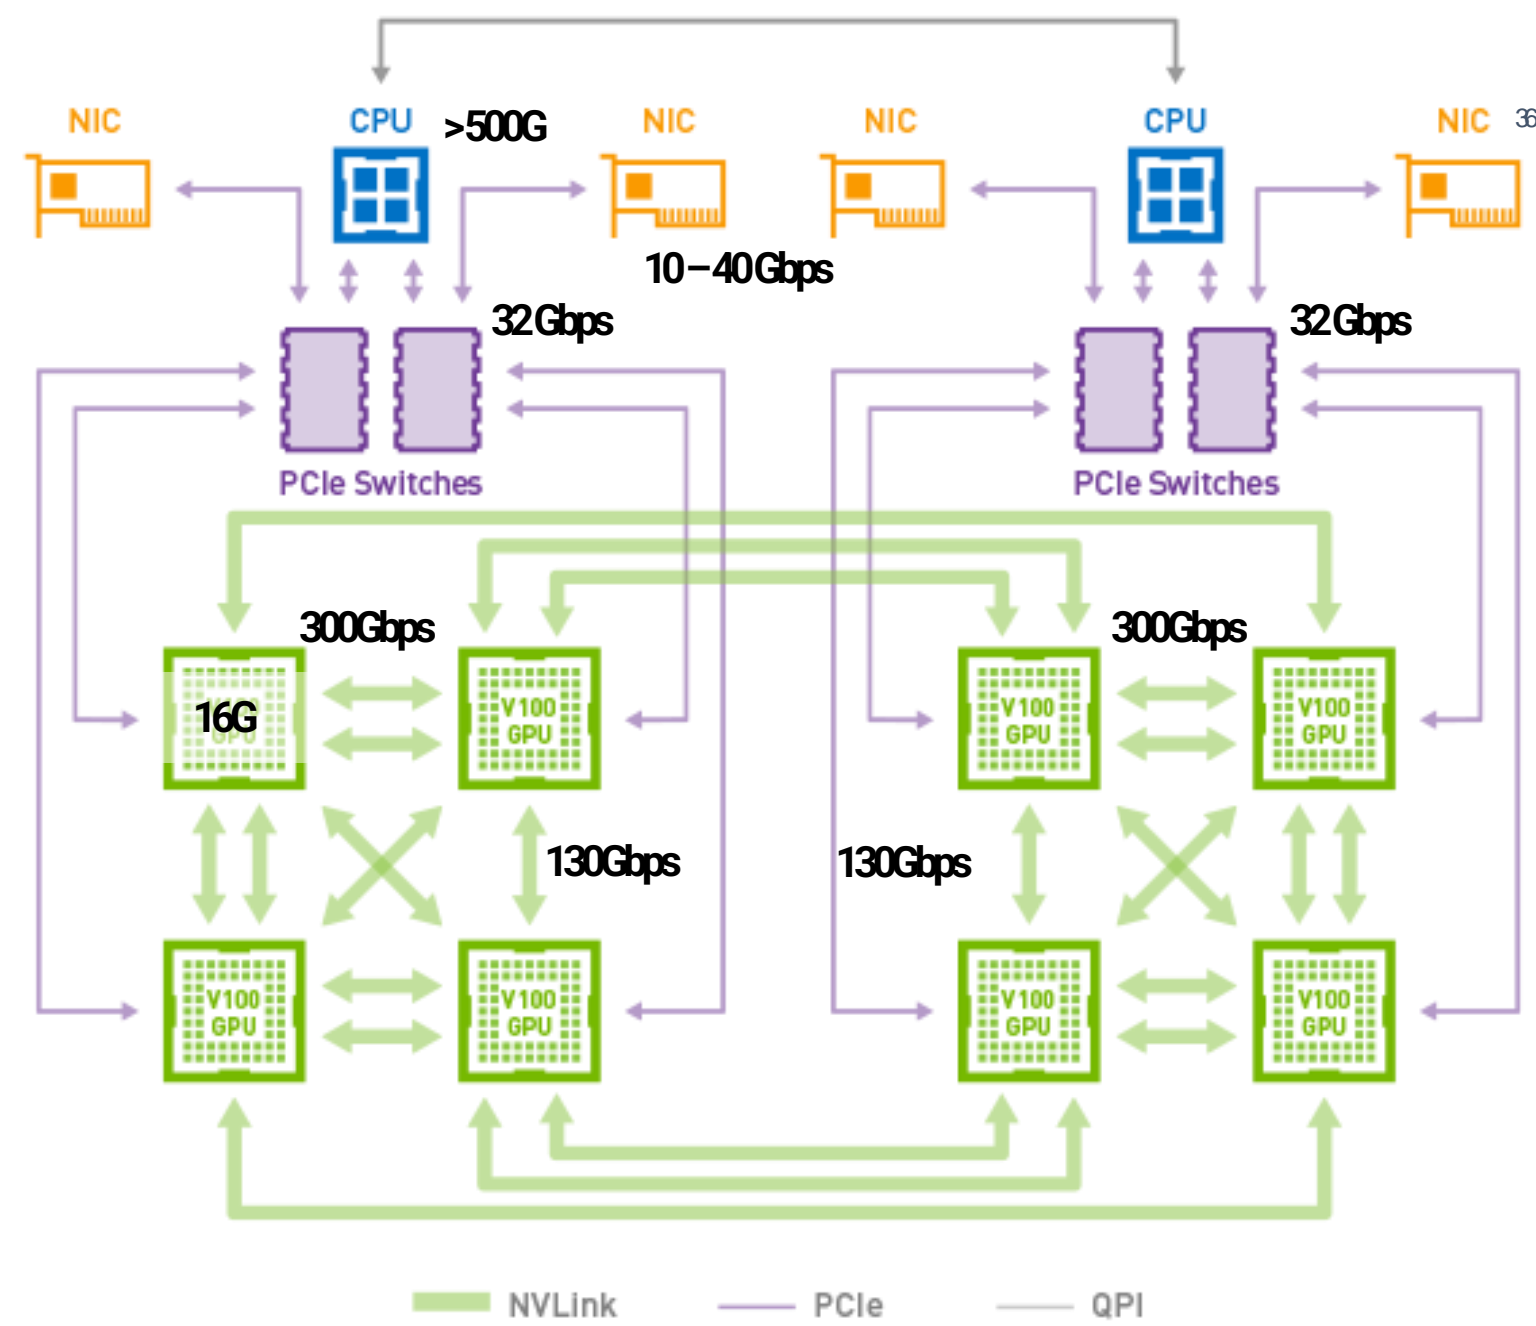 NIC
CPU
>500G
NIC
NIC
CPU
NIC
36
10–40Gbps
32Gbps
32Gbps
PCIe Switches
PCIe Switches
300Gbps
300Gbps
16G
V100
GPU
V100
GPU
V100
GPU
130Gbps
130Gbps
V100
GPU
V100
GPU
V100
GPU
V100
GPU
NVLink
PCIe
QPI